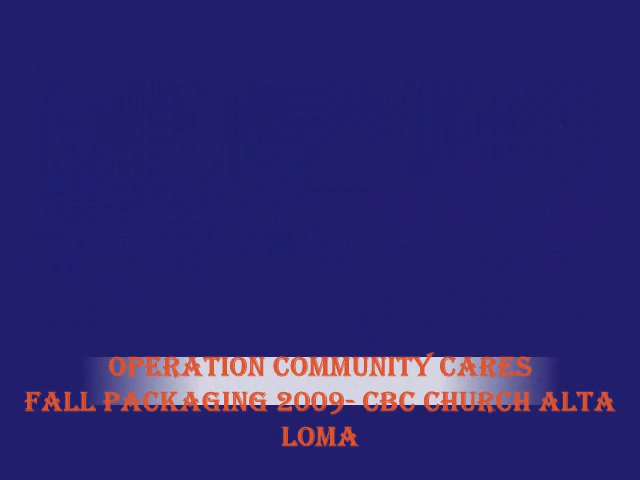 OPERATION COMMUNITY CARES
FALL PACKAGING 2009- CBC CHURCH ALTA
LOMA